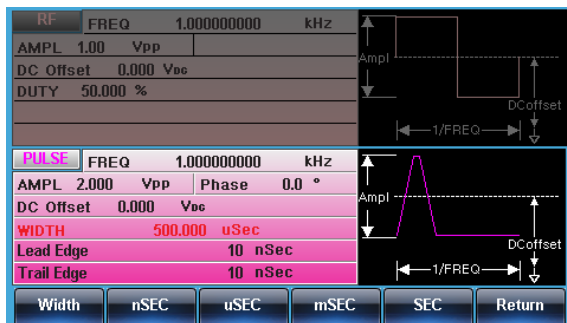 RF FREQ 1.000000000 kHz
AMPL 1.00 Vpp
DC Offset 0.000 VDC
DUTY 50.000 %
Ampl
DCoffset
1/FREQ
PULSE FREQ 1.000000000 kHz
AMPL 2.000 Vpp Phase 0.0 °
DC Offset 0.000 VDC
WIDTH 500.000 uSec
Lead Edge 10 nSec
Trail Edge 10 nSec
Ampl
DCoffset
1/FREQ
Width nSEC uSEC mSEC SEC Return